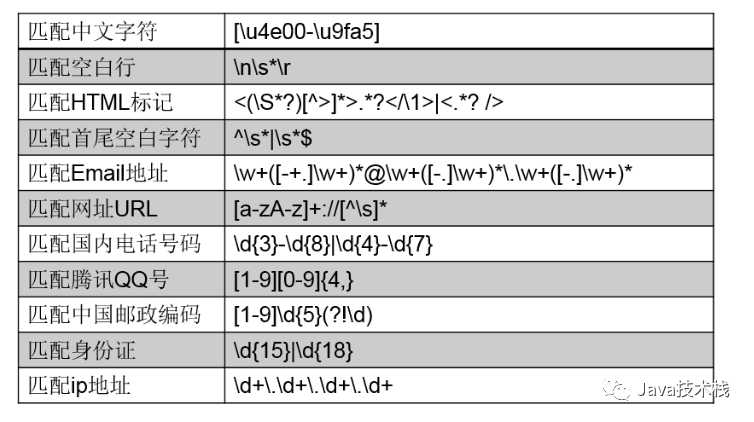 匹配中文字符 [\u4e00-\u9fa5]
匹配空白行 \n\s*\r
匹配HTML标记 <(\S*?)[^>]*>.*?</\1>|<.*? />
匹配首尾空白字符 ^\s*|\s*$
匹配Email地址 \w+([-+.]\w+)*@\w+([-.]\w+)*\.\w+([-.]\w+)*
匹配网址URL [a-zA-z]+://[^\s]*
匹配国内电话号码 \d{3}-\d{8}|\d{4}-\d{7}
匹配腾讯QQ号 [1-9][0-9]{4,}
匹配中国邮政编码 [1-9]\d{5}(?!\d)
匹配身份证 \d{15}|\d{18}
匹配ip地址 \d+\.\d+\.\d+\.\d+
Java技术栈